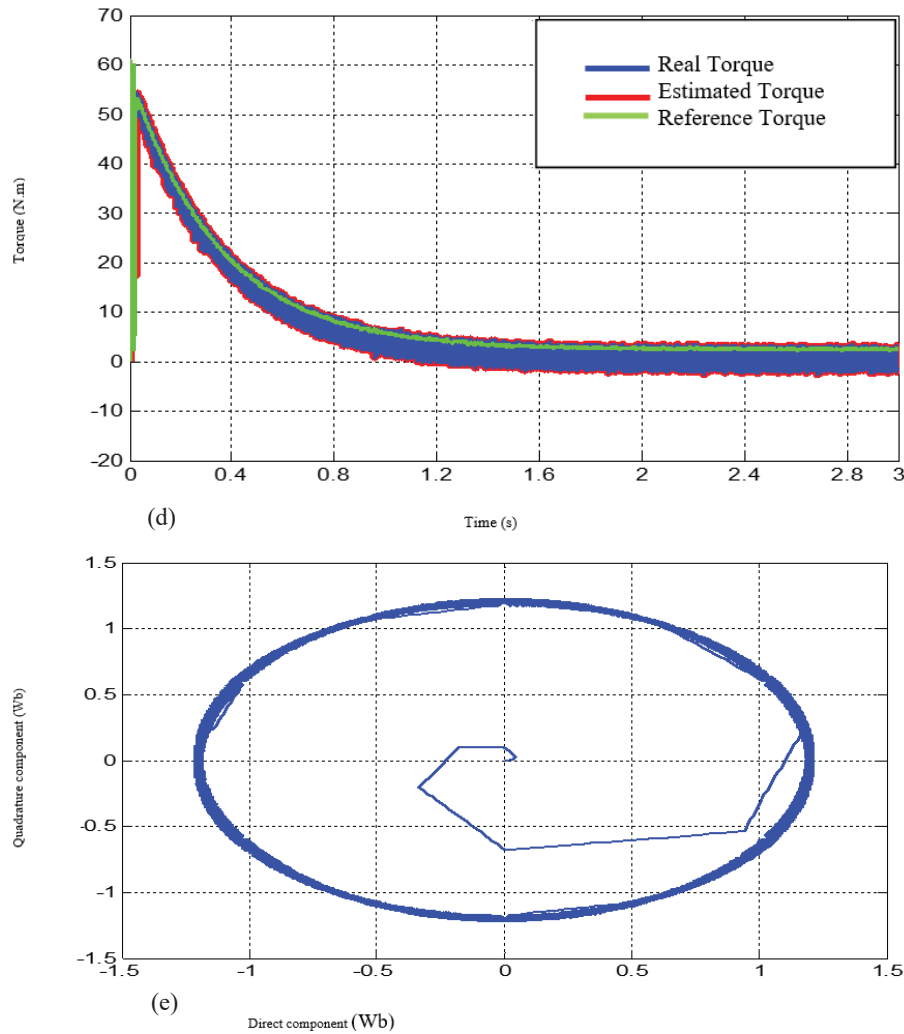 70
60
50
40
30
20
10
0
-10
-20
Torque (N.m)
Real Torque
Estimated Torque
Reference Torque
0 0.4 0.8 1.2 1.6 2 2.4 2.8 3
(d)
Time (s)
1.5
1
0.5
0
-0.5
-1
-1.5
Quadrature component (Wb)
-1.5 -1 -0.5 0 0.5 1 1.5
(e)
Direct component (Wb)